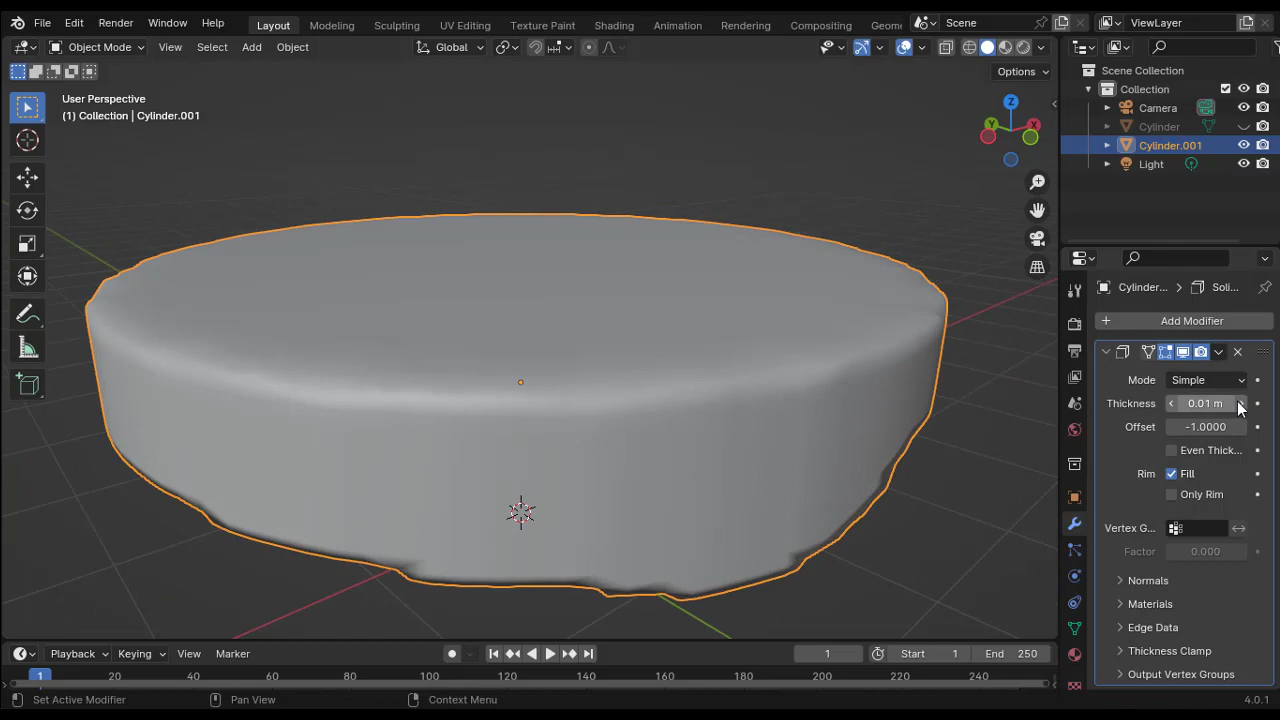 File Edit Render Window Help Layout Modeling Sculpting UV Editing Texture Paint Shading Animation Rendering Compositing Geome Scene ViewLayer
Object Mode View Select Add Object Global
Options
User Perspective
(1) Collection | Cylinder.001
Z
Y
X
Scene Collection
Collection
Camera
Cylinder
Cylinder.001
Light
Cylinder... > Soli...
+ Add Modifier
Mode Simple
Thickness 0.01 m
Offset -1.0000
Even Thick...
Rim Fill
Only Rim
Vertex G...
Factor 0.000
Normals
Materials
Edge Data
Thickness Clamp
Output Vertex Groups
Playback Keying View Marker 1 Start 1 End 250
1 20 40 60 80 100 120 140 160 180 200 220 240
Set Active Modifier Pan View Context Menu 4.0.1